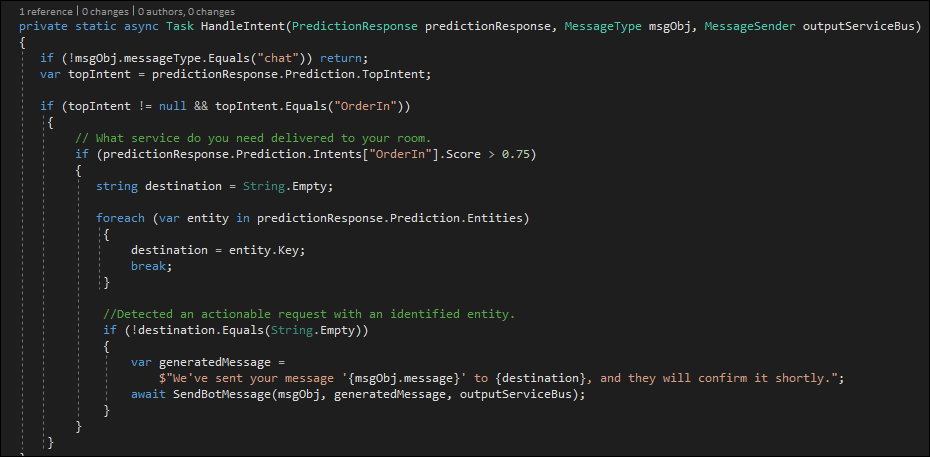 1 reference | 0 changes | 0 authors, 0 changes
private static async Task HandleIntent(PredictionResponse predictionResponse, MessageType msgObj, MessageSender outputServiceBus)
{
if (!msgObj.messageType.Equals("chat")) return;
var topIntent = predictionResponse.Prediction.TopIntent;
if (topIntent != null && topIntent.Equals("OrderIn"))
{
// What service do you need delivered to your room.
if (predictionResponse.Prediction.Intents["OrderIn"].Score > 0.75)
{
string destination = String.Empty;
foreach (var entity in predictionResponse.Prediction.Entities)
{
destination = entity.Key;
break;
}
//Detected an actionable request with an identified entity.
if (!destination.Equals(String.Empty))
{
var generatedMessage =
$"We've sent your message '{msgObj.message}' to {destination}, and they will confirm it shortly.";
await SendBotMessage(msgObj, generatedMessage, outputServiceBus);
}
}
}